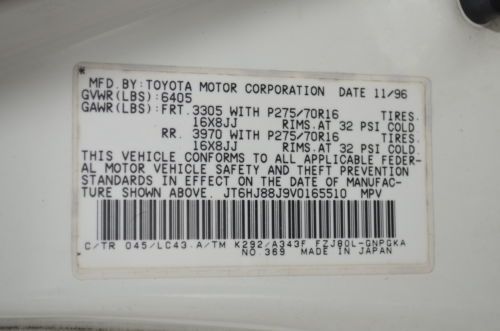 MFD. BY: TOYOTA MOTOR CORPORATION DATE 11/96
GVWR(LBS): 6405
GAWR(LBS): FRT. 3305 WITH P275/70R16 TIRES.
16X8JJ RIMS. AT 32 PSI COLD
RR. 3970 WITH P275/70R16 TIRES.
16X8JJ RIMS. AT 32 PSI COLD
THIS VEHICLE CONFORMS TO ALL APPLICABLE FEDER-
AL MOTOR VEHICLE SAFETY AND THEFT PREVENTION
STANDARDS IN EFFECT ON THE DATE OF MANUFAC-
TURE SHOWN ABOVE. JT6HJ88J9V0165510 MPV
C/TR 045/LC43. A/TM K292/A343F FZJ80L-GNPGKA
NO. 369 MADE IN JAPAN